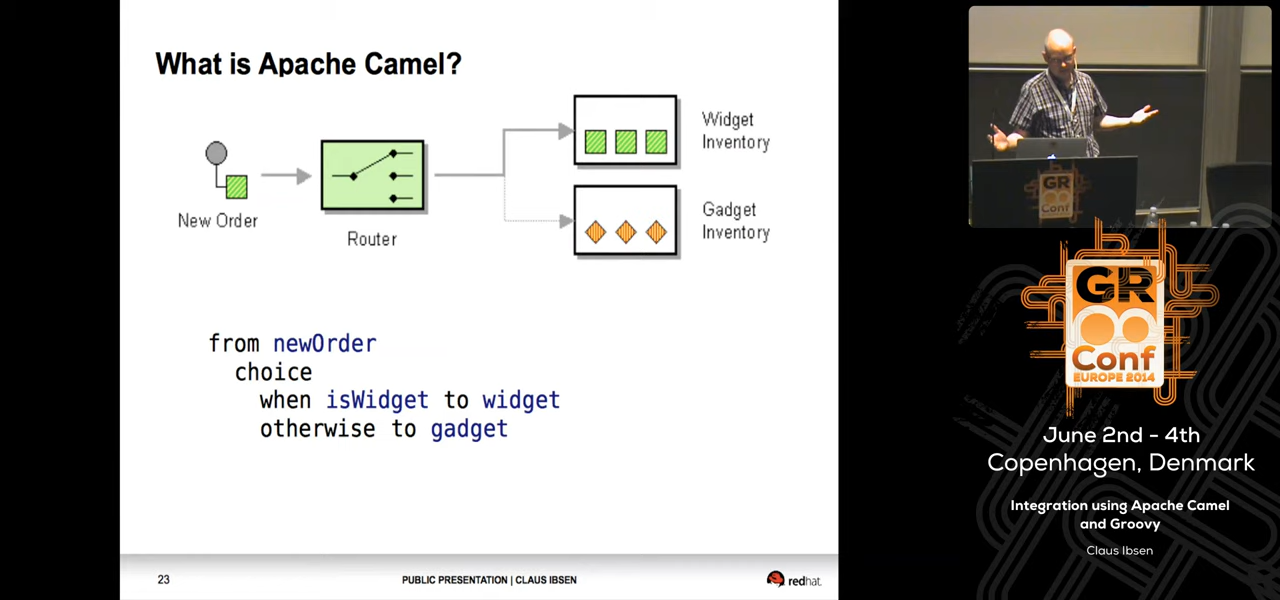 What is Apache Camel?
Widget
Inventory
New Order
Router
Gadget
Inventory
from newOrder
choice
when isWidget to widget
otherwise to gadget
23
PUBLIC PRESENTATION | CLAUS IBSEN
redhat.
GR
Conf
GR
Conf
EUROPE 2014
June 2nd - 4th
Copenhagen, Denmark
Integration using Apache Camel
and Groovy
Claus Ibsen